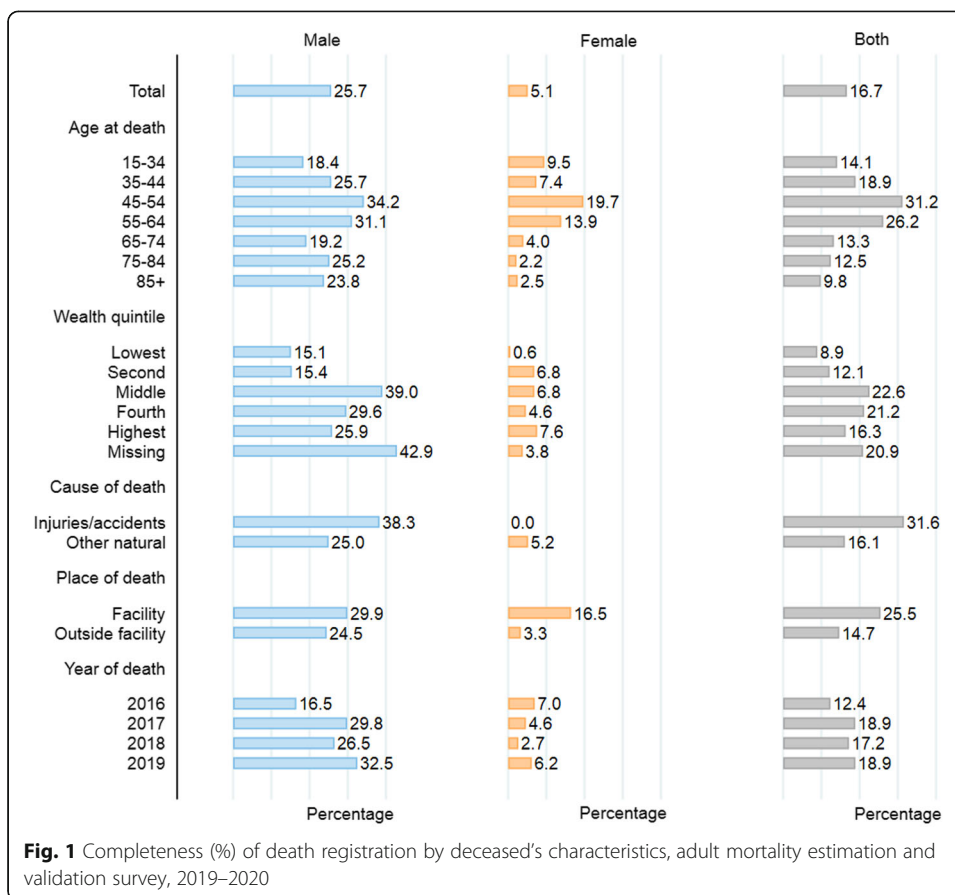 Male Female Both
Total 25.7 5.1 16.7
Age at death
15-34 18.4 9.5 14.1
35-44 25.7 7.4 18.9
45-54 34.2 19.7 31.2
55-64 31.1 13.9 26.2
65-74 19.2 4.0 13.3
75-84 25.2 2.2 12.5
85+ 23.8 2.5 9.8
Wealth quintile
Lowest 15.1 0.6 8.9
Second 15.4 6.8 12.1
Middle 39.0 6.8 22.6
Fourth 29.6 4.6 21.2
Highest 25.9 7.6 16.3
Missing 42.9 3.8 20.9
Cause of death
Injuries/accidents 38.3 0.0 31.6
Other natural 25.0 5.2 16.1
Place of death
Facility 29.9 16.5 25.5
Outside facility 24.5 3.3 14.7
Year of death
2016 16.5 7.0 12.4
2017 29.8 4.6 18.9
2018 26.5 2.7 17.2
2019 32.5 6.2 18.9
Percentage Percentage Percentage
Fig. 1 Completeness (%) of death registration by deceased's characteristics, adult mortality estimation and
validation survey, 2019–2020